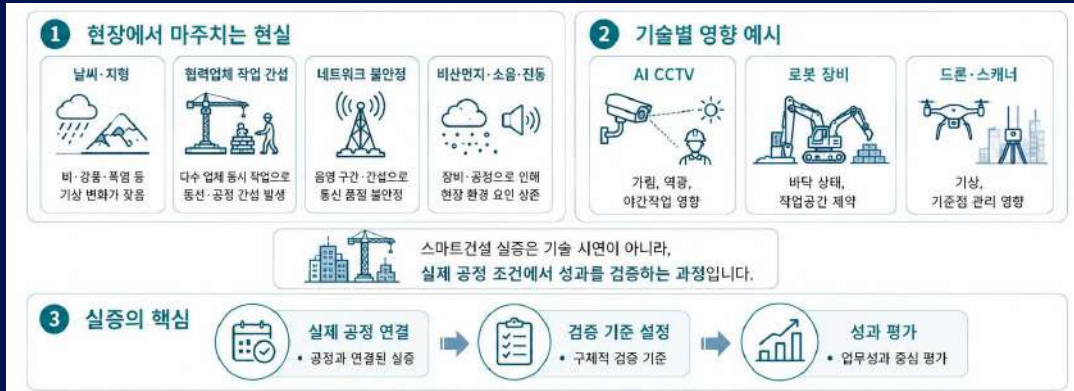 1 현장에서 마주치는 현실
날씨·지형
비·강풍·폭염 등
기상 변화가 잦음
협력업체 작업 간섭
다수 업체 동시 작업으로
동선·공정 간섭 발생
네트워크 불안정
음영 구간·간섭으로
통신 품질 불안정
비산먼지·소음·진동
장비·공정으로 인해
현장 환경 요인 상존
2 기술별 영향 예시
AI CCTV
가림, 역광,
야간작업 영향
로봇 장비
바닥 상태,
작업공간 제약
드론·스캐너
기상,
기준점 관리 영향
스마트건설 실증은 기술 시연이 아니라,
실제 공정 조건에서 성과를 검증하는 과정입니다.
3 실증의 핵심
실제 공정 연결
• 공정과 연결된 실증
검증 기준 설정
• 구체적 검증 기준
성과 평가
• 업무성과 중심 평가